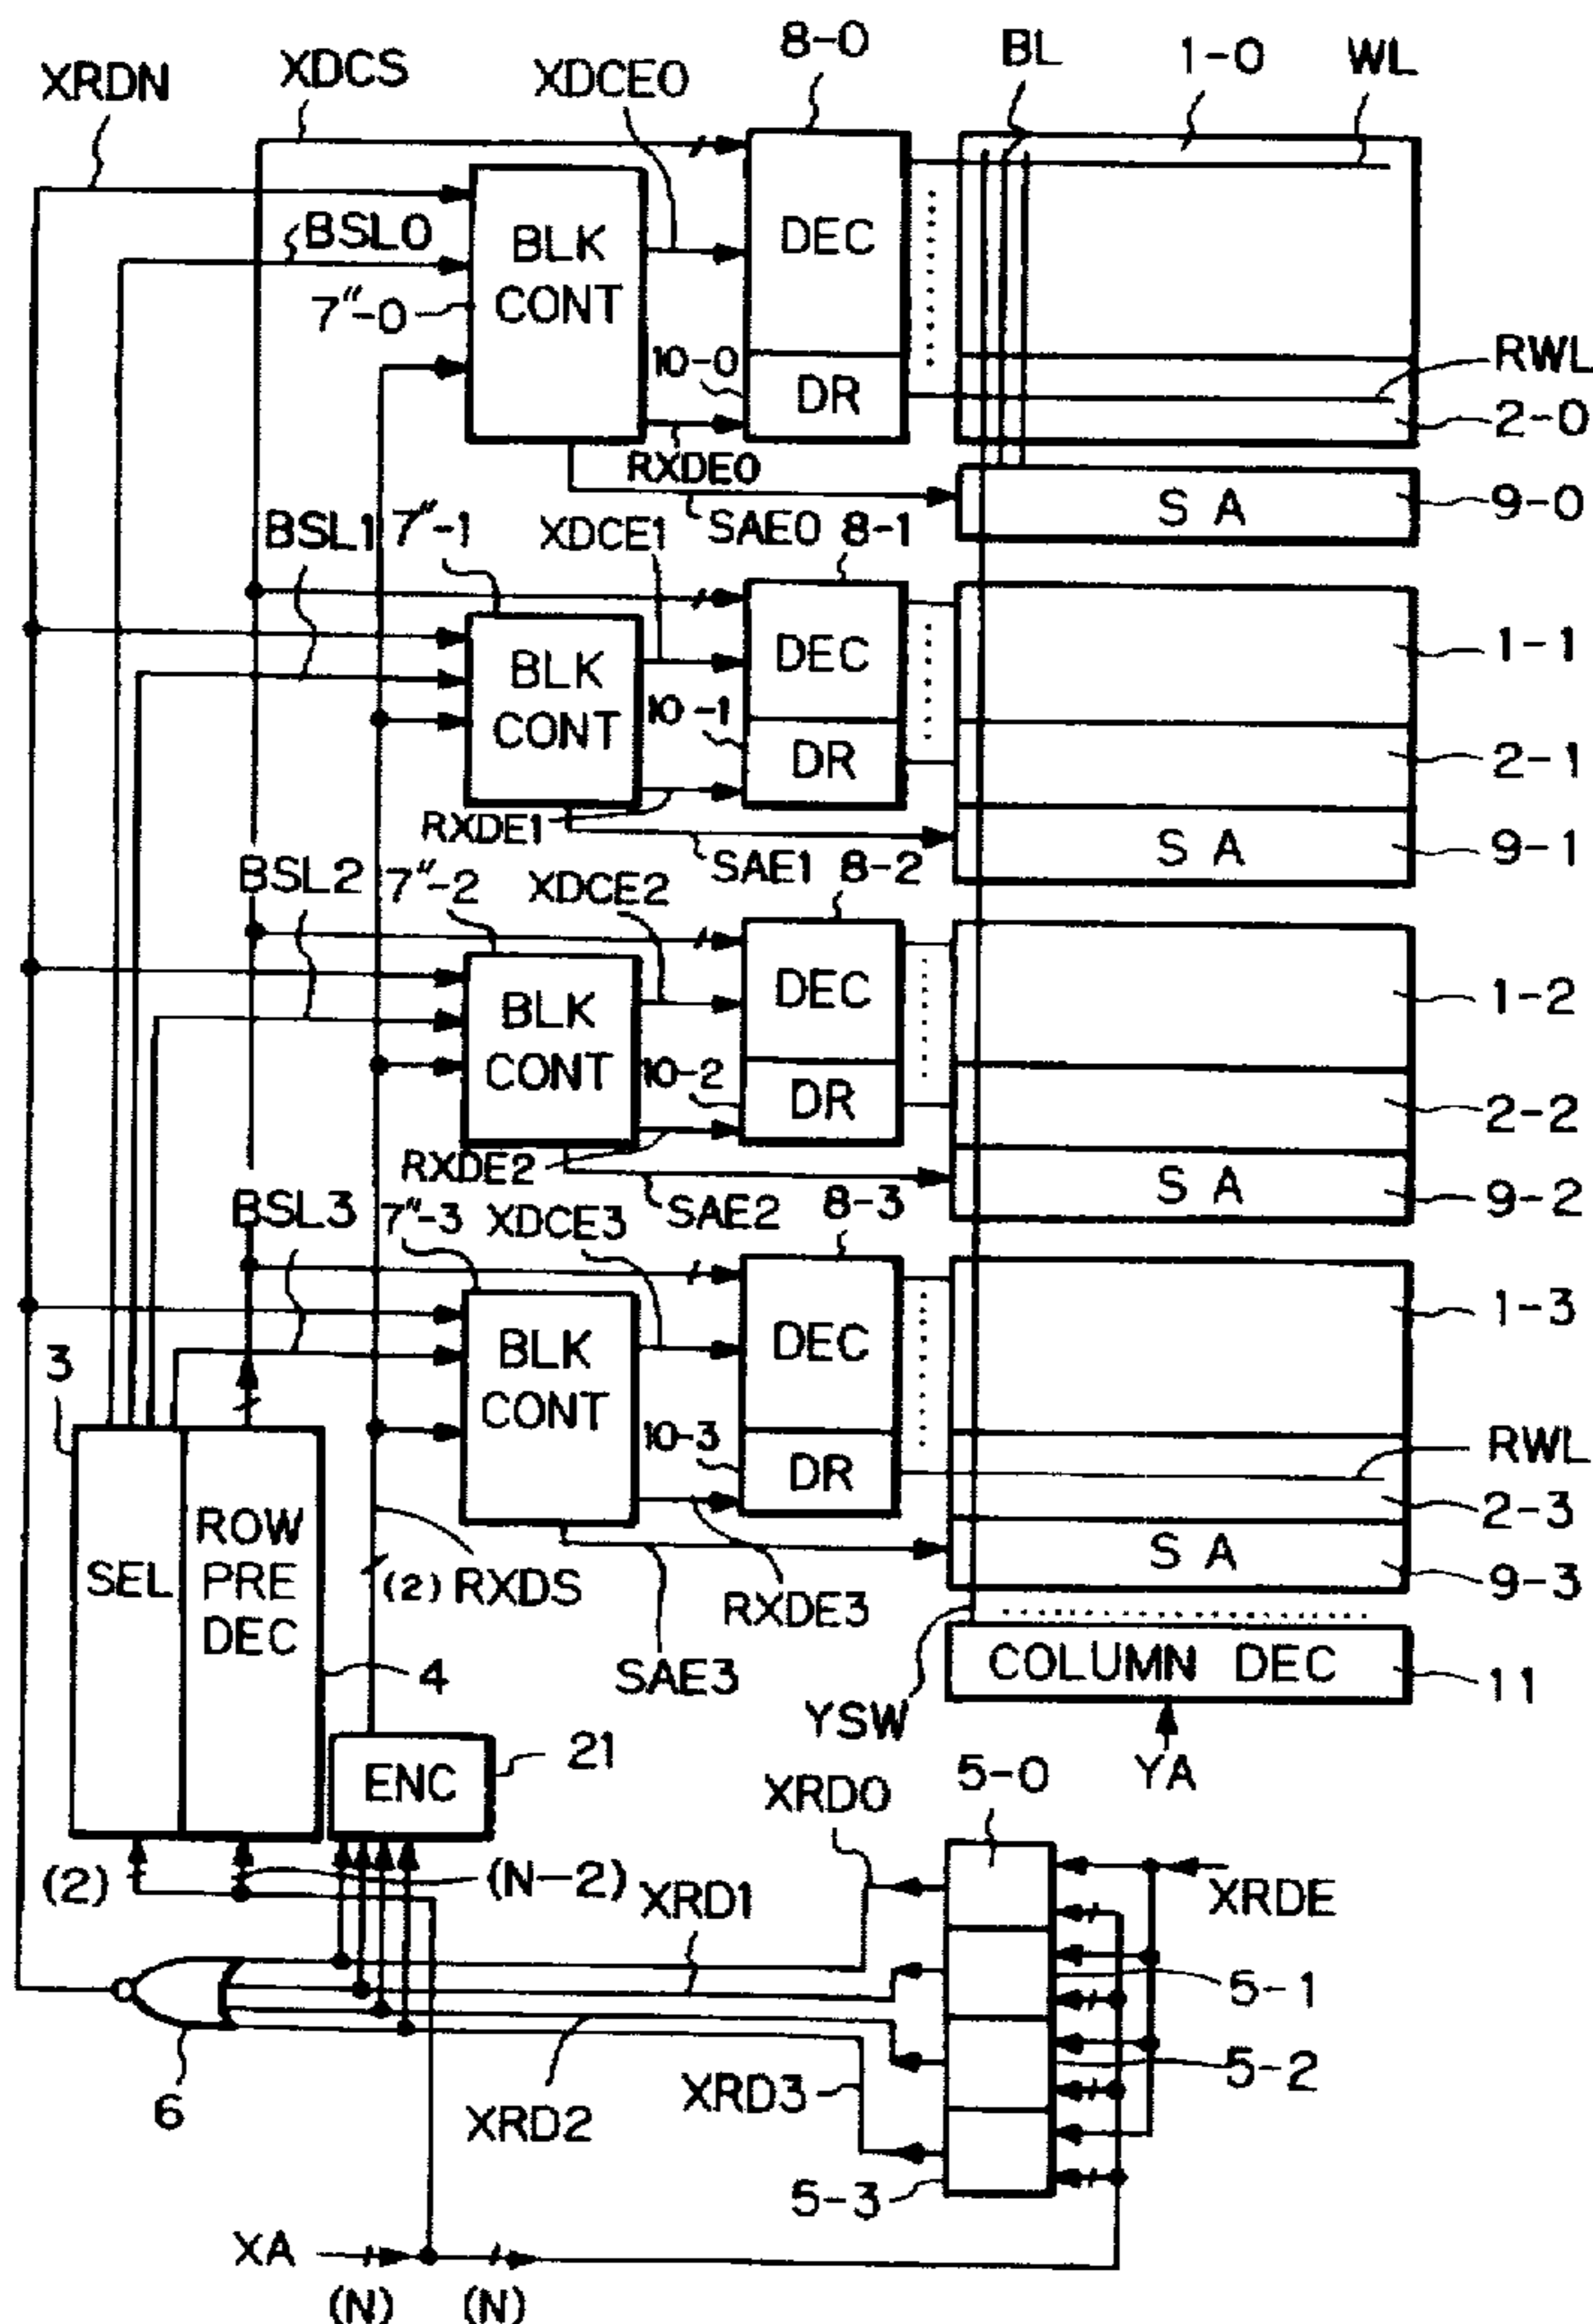 XRDN
XDCS
XDCE0
8-0
BL
1-0
WL
BSL0
7"-0
BLK
CONT
DEC
10-0
DR
RWL
2-0
RXDE0
SAE0
S A
9-0
BSL1
7"-1
XDCE1
8-1
BLK
CONT
DEC
10-1
DR
1-1
2-1
RXDE1
SAE1
S A
9-1
BSL2
7"-2
XDCE2
8-2
BLK
CONT
DEC
10-2
DR
1-2
2-2
RXDE2
SAE2
S A
9-2
BSL3
7"-3
XDCE3
8-3
BLK
CONT
DEC
10-3
DR
1-3
RWL
2-3
3
SEL
ROW
PRE
DEC
4
(2) RXDS
RXDE3
SAE3
S A
9-3
YSW
COLUMN DEC
11
YA
ENC
21
(2)
(N-2)
XRD0
5-0
XRDE
XRD1
5-1
6
XRD2
XRD3
5-2
5-3
XA
(N)
(N)